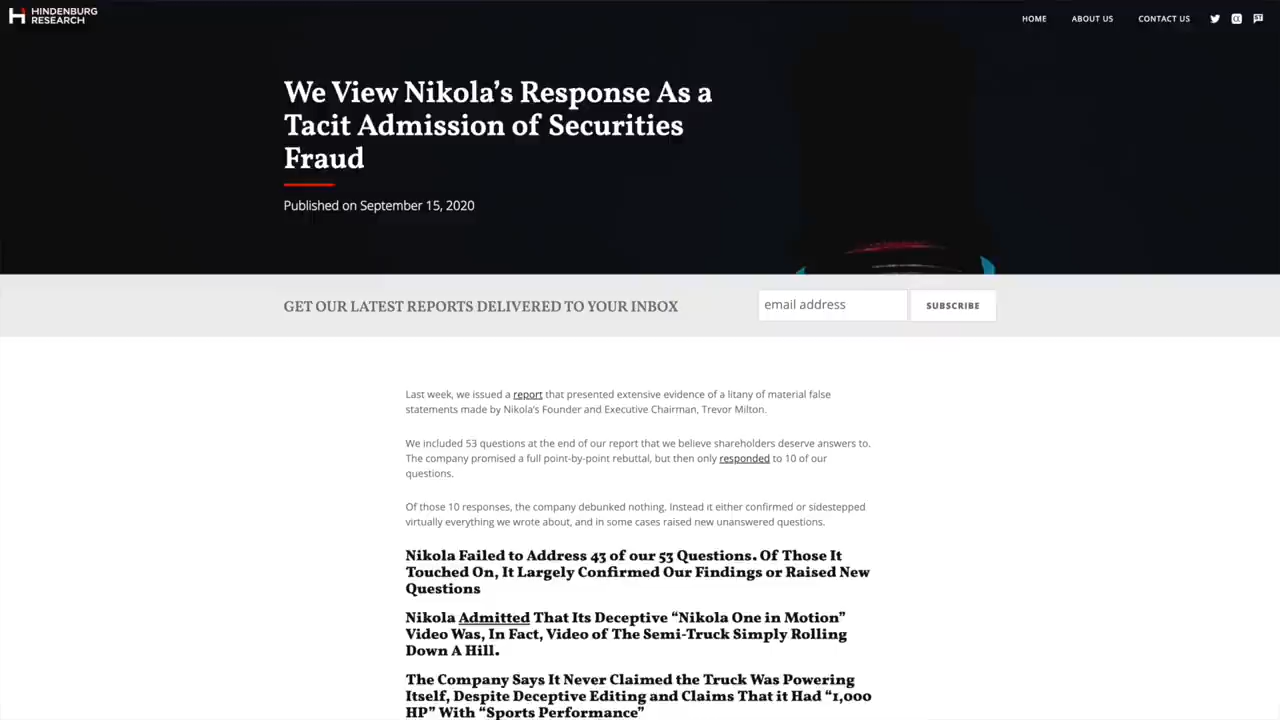 HINDENBURG
RESEARCH
HOME ABOUT US CONTACT US
We View Nikola’s Response As a
Tacit Admission of Securities
Fraud
Published on September 15, 2020
GET OUR LATEST REPORTS DELIVERED TO YOUR INBOX
email address
SUBSCRIBE
Last week, we issued a report that presented extensive evidence of a litany of material false
statements made by Nikola’s Founder and Executive Chairman, Trevor Milton.
We included 53 questions at the end of our report that we believe shareholders deserve answers to.
The company promised a full point-by-point rebuttal, but then only responded to 10 of our
questions.
Of those 10 responses, the company debunked nothing. Instead it either confirmed or sidestepped
virtually everything we wrote about, and in some cases raised new unanswered questions.
Nikola Failed to Address 43 of our 53 Questions. Of Those It
Touched On, It Largely Confirmed Our Findings or Raised New
Questions
Nikola Admitted That Its Deceptive “Nikola One in Motion”
Video Was, In Fact, Video of The Semi-Truck Simply Rolling
Down A Hill.
The Company Says It Never Claimed the Truck Was Powering
Itself, Despite Deceptive Editing and Claims That it Had “1,000
HP” With “Sports Performance”